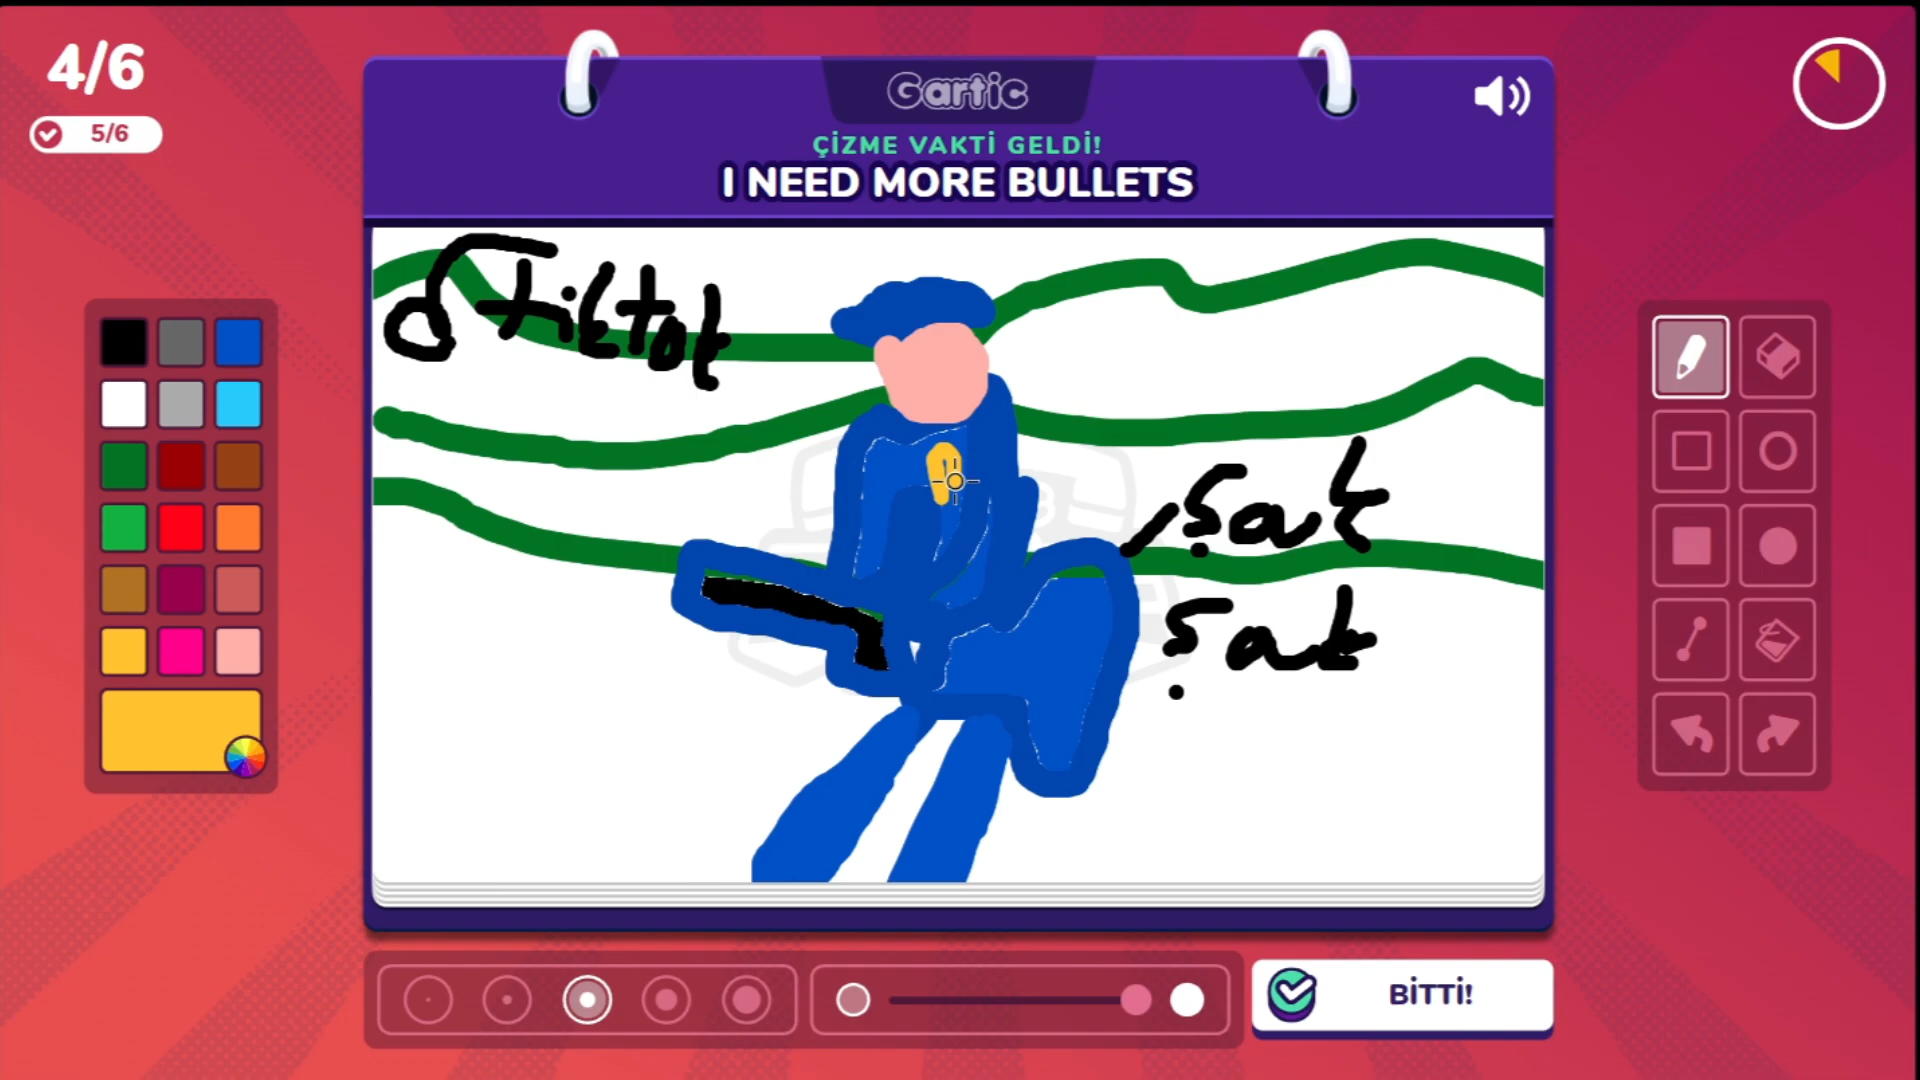 4/6
5/6
Gartic
ÇİZME VAKTİ GELDİ!
I NEED MORE BULLETS
Tiktok
Şak
Şak
BİTTİ!